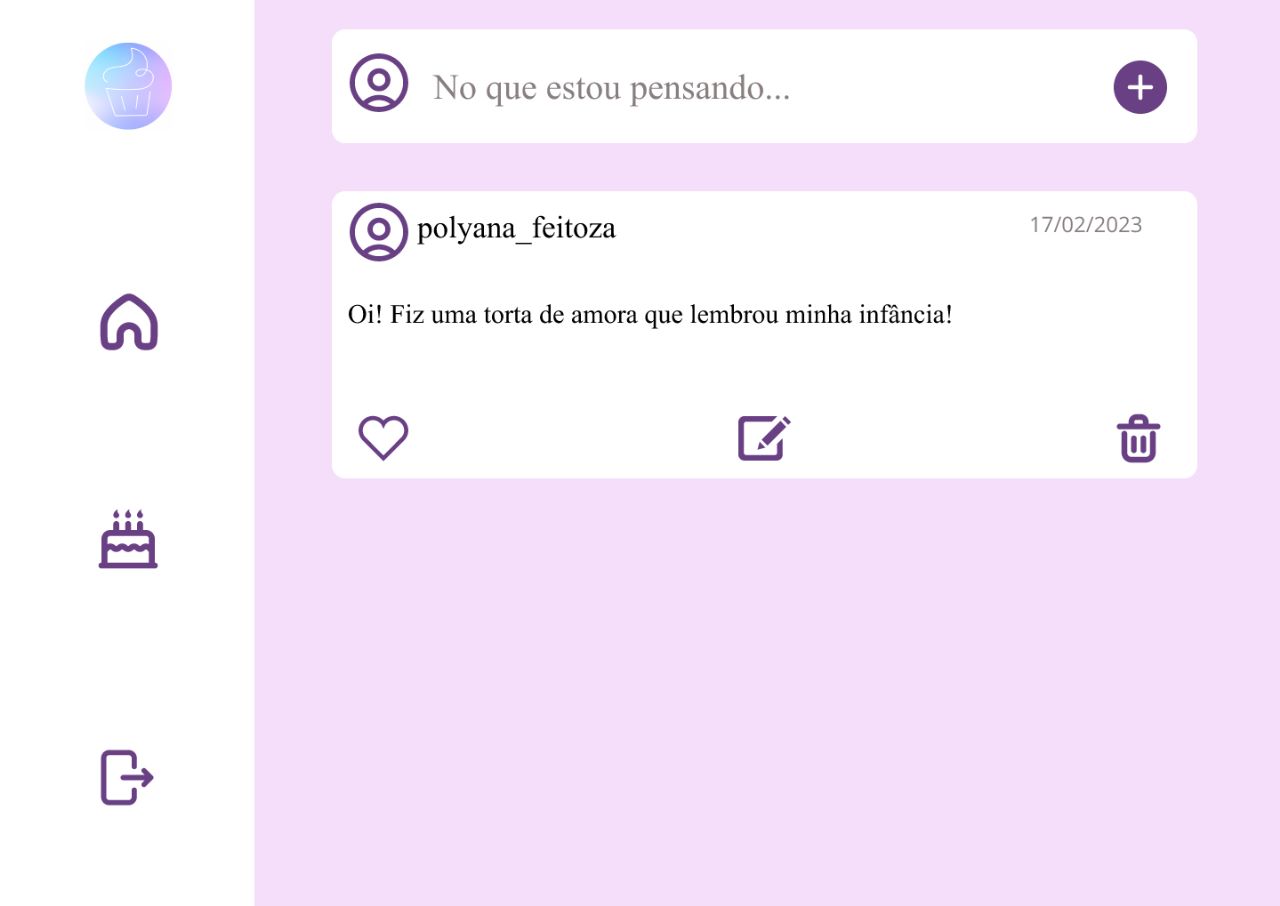 No que estou pensando...
polyana_feitoza
17/02/2023
Oi! Fiz uma torta de amora que lembrou minha infância!